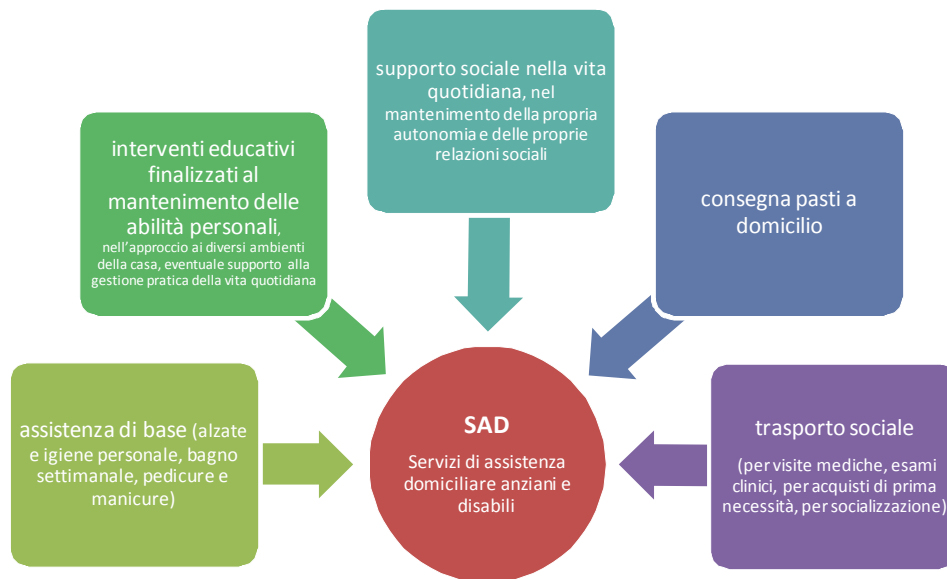 supporto sociale nella vita
quotidiana, nel
mantenimento della propria
autonomia e delle proprie
relazioni sociali
interventi educativi
finalizzati al
mantenimento delle
abilità personali,
nell'approccio ai diversi ambienti
della casa, eventuale supporto alla
gestione pratica della vita quotidiana
consegna pasti a
domicilio
assistenza di base (alzate
e igiene personale, bagno
settimanale, pedicure e
manicure)
SAD
Servizi di assistenza
domiciliare anziani e
disabili
trasporto sociale
(per visite mediche, esami
clinici, per acquisti di prima
necessità, per socializzazione)